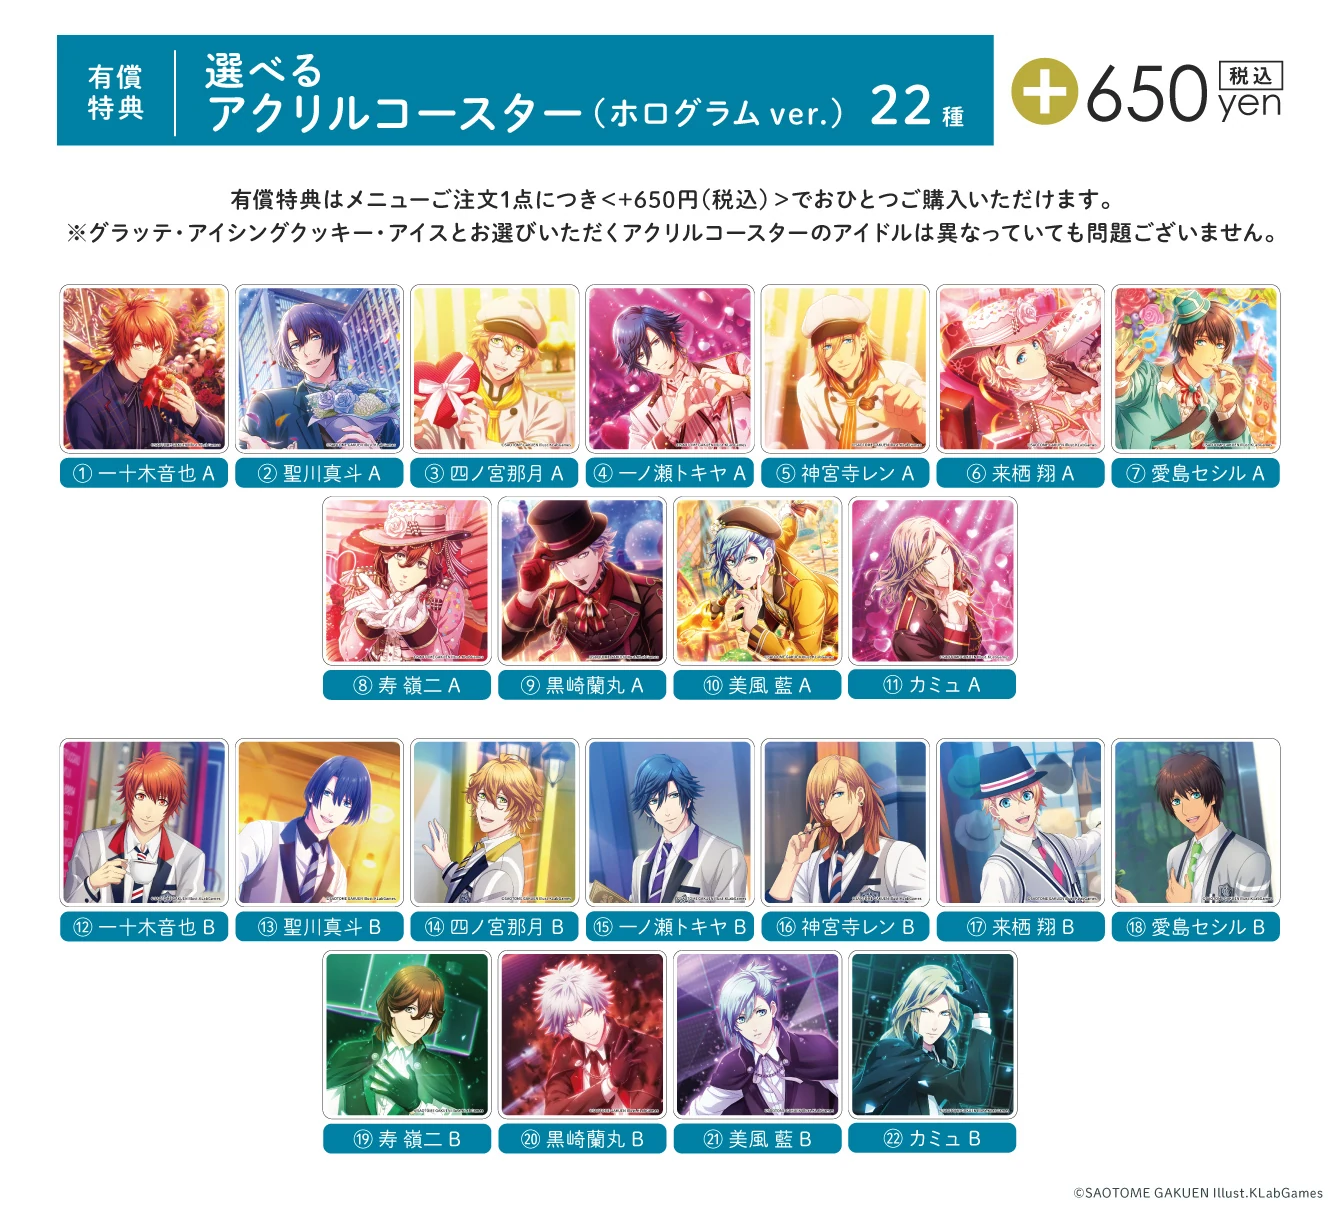 有償
特典
選べる
アクリルコースター（ホログラム ver.） 22 種
+650 税込 yen
有償特典はメニューご注文1点につき<+650円（税込）>でおひとつご購入いただけます。
※グラッテ・アイシングクッキー・アイスとお選びいただくアクリルコースターのアイドルは異なっていても問題ございません。
① 一十木音也 A
② 聖川真斗 A
③ 四ノ宮那月 A
④ 一ノ瀬トキヤ A
⑤ 神宮寺レン A
⑥ 来栖 翔 A
⑦ 愛島セシル A
⑧ 寿 嶺二 A
⑨ 黒崎蘭丸 A
⑩ 美風 藍 A
⑪ カミュ A
⑫ 一十木音也 B
⑬ 聖川真斗 B
⑭ 四ノ宮那月 B
⑮ 一ノ瀬トキヤ B
⑯ 神宮寺レン B
⑰ 来栖 翔 B
⑱ 愛島セシル B
⑲ 寿 嶺二 B
⑳ 黒崎蘭丸 B
㉑ 美風 藍 B
㉒ カミュ B
©SAOTOME GAKUEN Illust.KLabGames